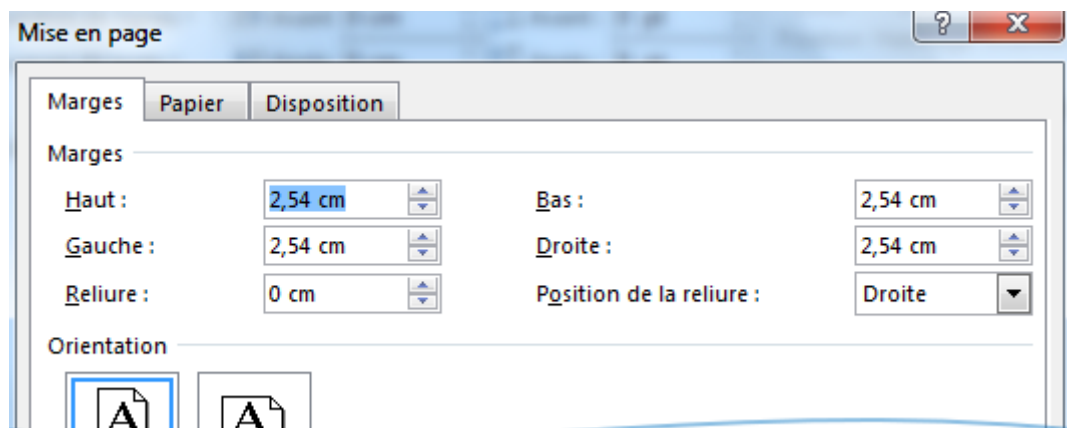 Mise en page
Marges Papier Disposition
Marges
Haut : 2,54 cm Bas : 2,54 cm
Gauche : 2,54 cm Droite : 2,54 cm
Reliure : 0 cm Position de la reliure : Droite
Orientation
A A